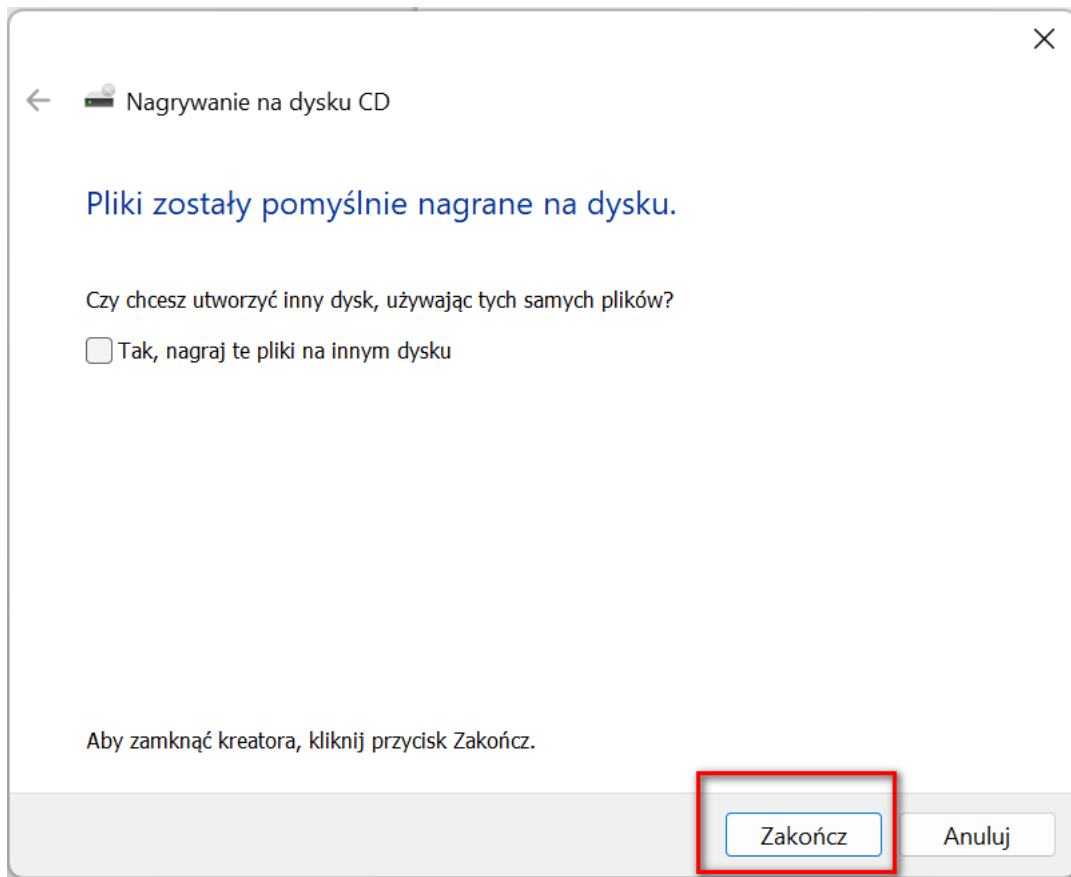 Nagrywanie na dysku CD
Pliki zostały pomyślnie nagrane na dysku.
Czy chcesz utworzyć inny dysk, używając tych samych plików?
Tak, nagraj te pliki na innym dysku
Aby zamknąć kreatora, kliknij przycisk Zakończ.
Zakończ Anuluj